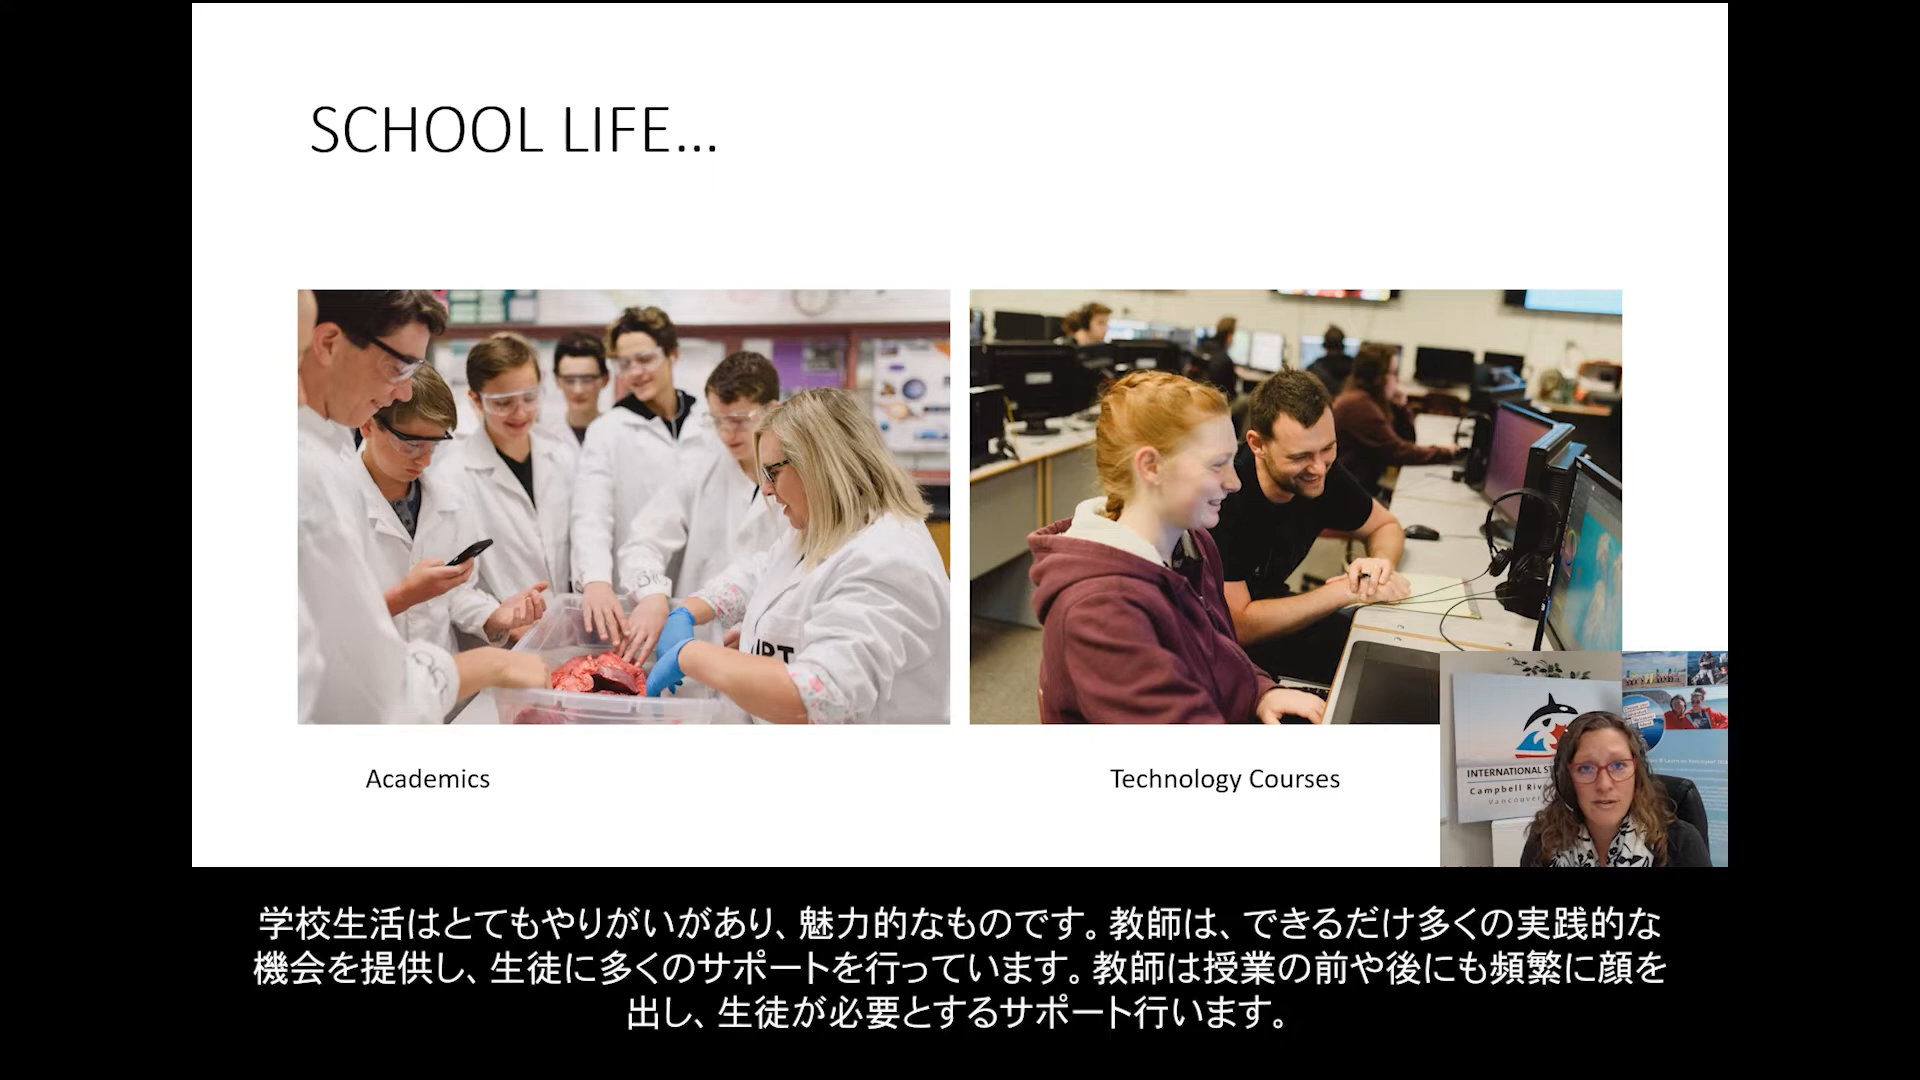 SCHOOL LIFE...
Academics
Technology Courses
INTERNATIONAL
Campbell
学校生活はとてもやりがいがあり、魅力的なものです。教師は、できるだけ多くの実践的な
機会を提供し、生徒に多くのサポートを行っています。教師は授業の前や後にも頻繁に顔を
出し、生徒が必要とするサポート行います。